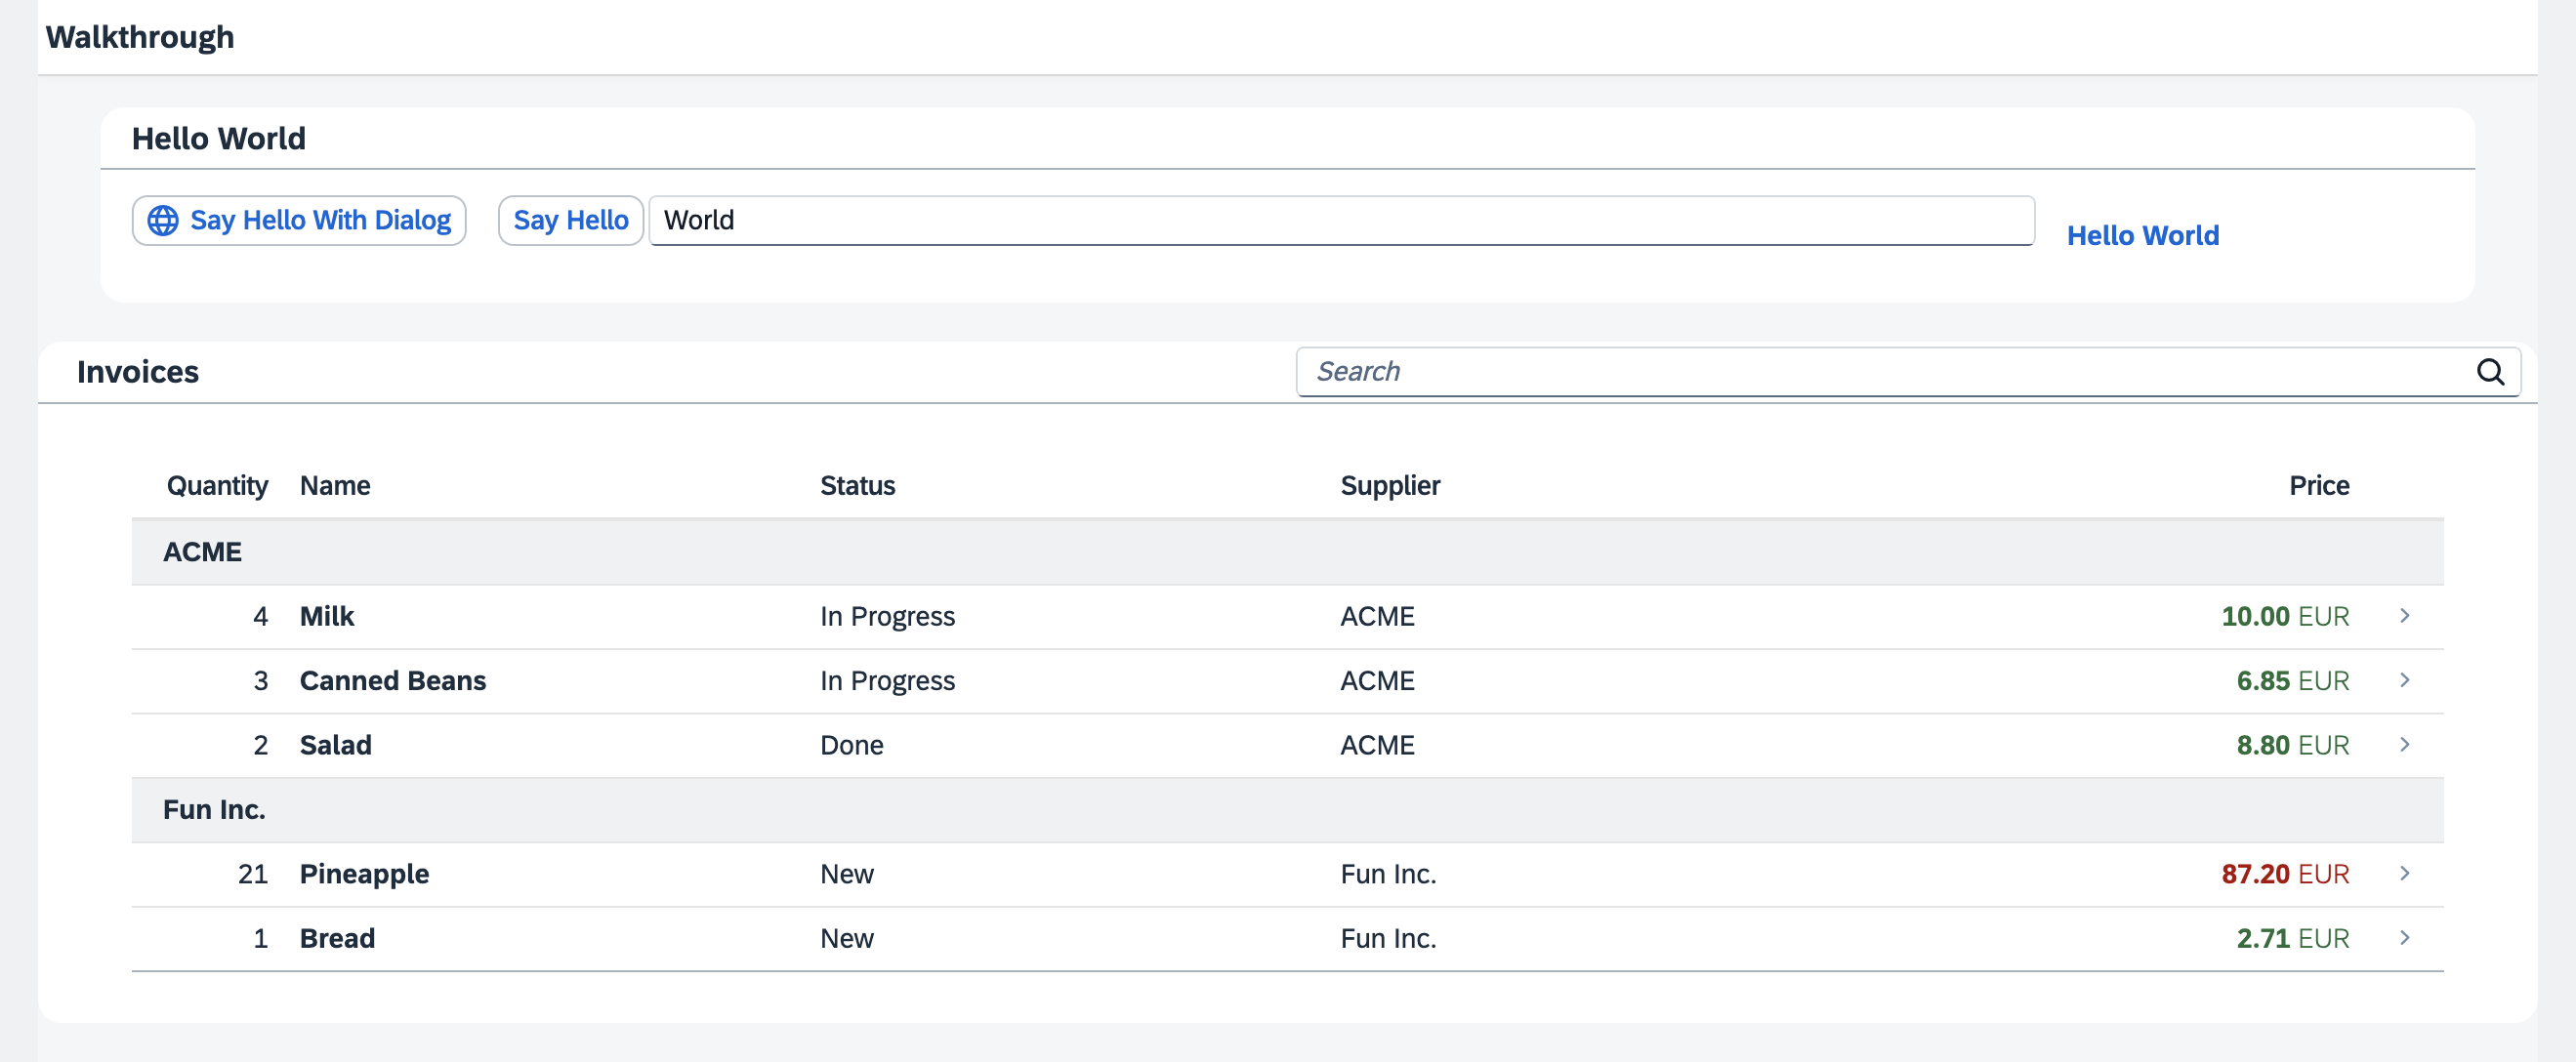 Walkthrough
Hello World
Say Hello With Dialog Say Hello World Hello World
Invoices Search
Quantity Name Status Supplier Price
ACME
4 Milk In Progress ACME 10.00 EUR
3 Canned Beans In Progress ACME 6.85 EUR
2 Salad Done ACME 8.80 EUR
Fun Inc.
21 Pineapple New Fun Inc. 87.20 EUR
1 Bread New Fun Inc. 2.71 EUR